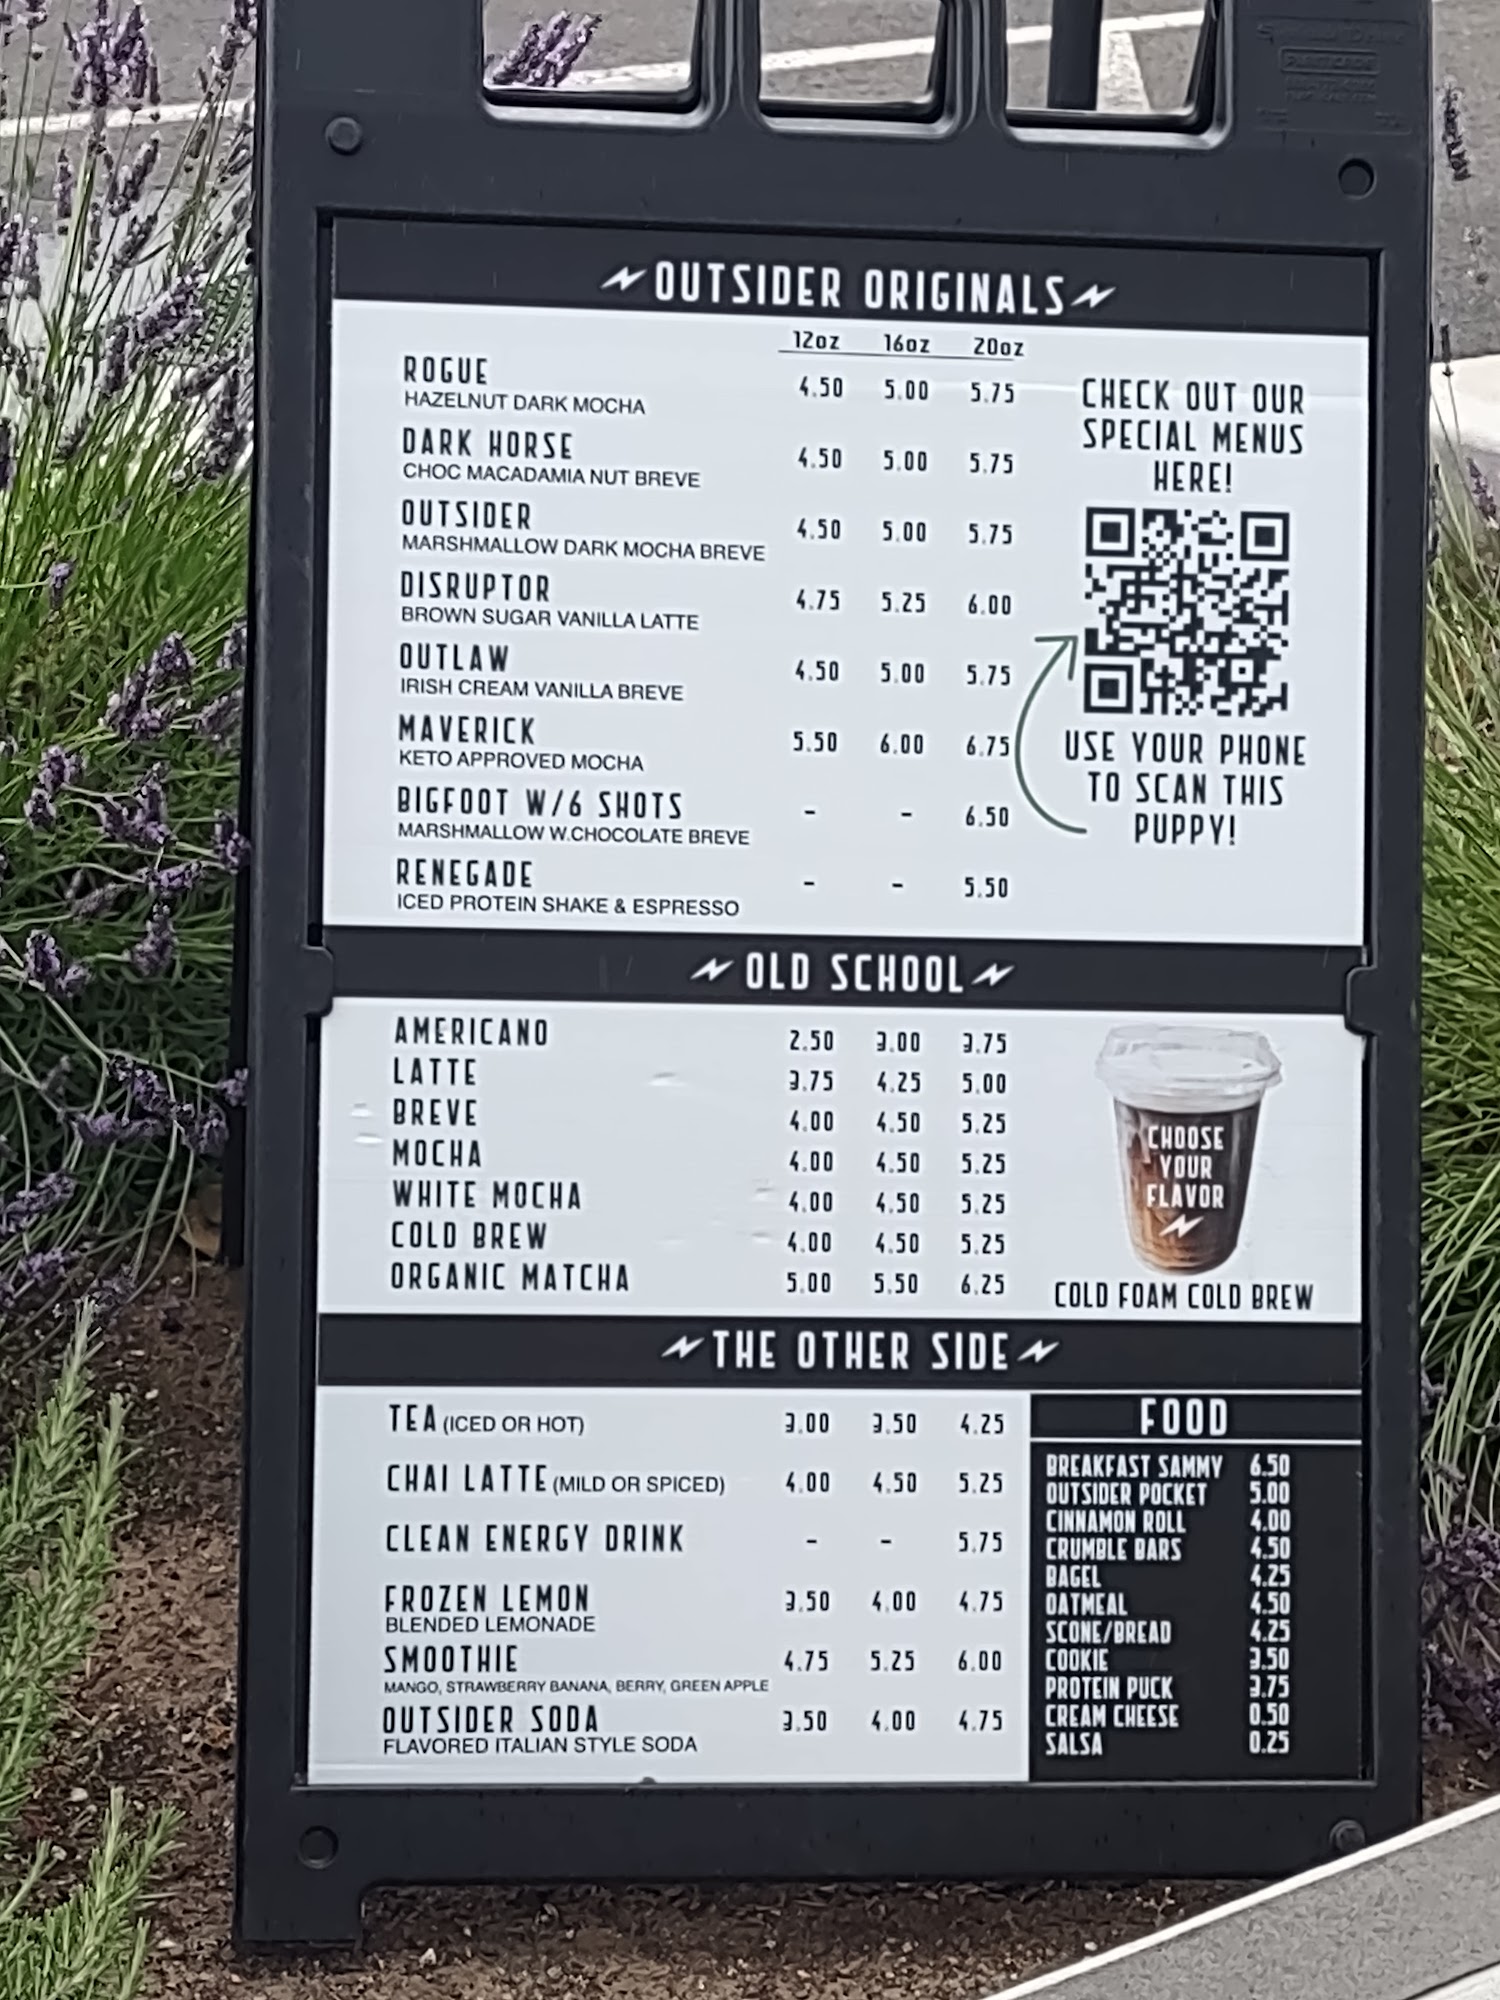 OUTSIDER ORIGINALS
12oz 16oz 20oz
ROGUE 4.50 5.00 5.75
HAZELNUT DARK MOCHA
DARK HORSE 4.50 5.00 5.75
CHOC MACADAMIA NUT BREVE
OUTSIDER 4.50 5.00 5.75
MARSHMALLOW DARK MOCHA BREVE
DISRUPTOR 4.75 5.25 6.00
BROWN SUGAR VANILLA LATTE
OUTLAW 4.50 5.00 5.75
IRISH CREAM VANILLA BREVE
MAVERICK 5.50 6.00 6.75
KETO APPROVED MOCHA
BIGFOOT W/6 SHOTS - - 6.50
MARSHMALLOW W.CHOCOLATE BREVE
RENEGADE - - 5.50
ICED PROTEIN SHAKE & ESPRESSO
CHECK OUT OUR
SPECIAL MENUS
HERE!
USE YOUR PHONE
TO SCAN THIS
PUPPY!
OLD SCHOOL
AMERICANO 2.50 3.00 3.75
LATTE 3.75 4.25 5.00
BREVE 4.00 4.50 5.25
MOCHA 4.00 4.50 5.25
WHITE MOCHA 4.00 4.50 5.25
COLD BREW 4.00 4.50 5.25
ORGANIC MATCHA 5.00 5.50 6.25
CHOOSE
YOUR
FLAVOR
COLD FOAM COLD BREW
THE OTHER SIDE
TEA (ICED OR HOT) 3.00 3.50 4.25
CHAI LATTE (MILD OR SPICED) 4.00 4.50 5.25
CLEAN ENERGY DRINK - - 5.75
FROZEN LEMON 3.50 4.00 4.75
BLENDED LEMONADE
SMOOTHIE 4.75 5.25 6.00
MANGO, STRAWBERRY BANANA, BERRY, GREEN APPLE
OUTSIDER SODA 3.50 4.00 4.75
FLAVORED ITALIAN STYLE SODA
FOOD
BREAKFAST SAMMY 6.50
OUTSIDER POCKET 5.00
CINNAMON ROLL 4.00
CRUMBLE BARS 4.50
BAGEL 4.25
OATMEAL 4.50
SCONE/BREAD 4.25
COOKIE 3.50
PROTEIN PUCK 3.75
CREAM CHEESE 0.50
SALSA 0.25